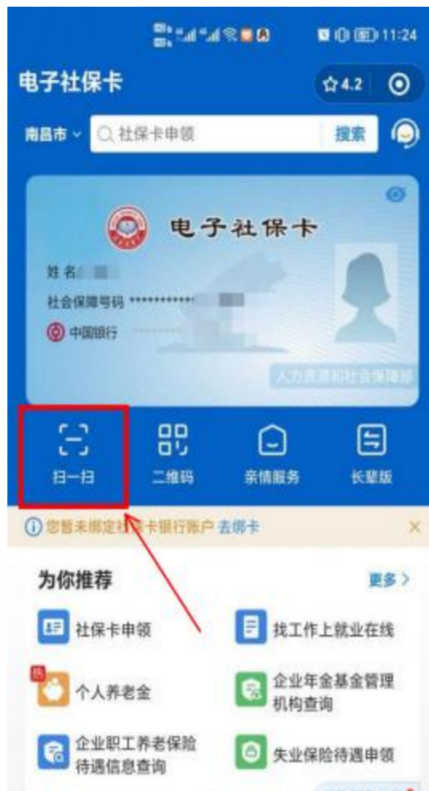 11:24
电子社保卡
4.2
南昌市
社保卡申领
搜索
电子社保卡
姓名
社会保障号码 **********
中国银行
人力资源和社会保障部
扫一扫
二维码
亲情服务
长辈版
您暂未绑定社保卡银行账户 去绑卡
为你推荐
更多
社保卡申领
找工作上就业在线
热
个人养老金
企业年金基金管理
机构查询
企业职工养老保险
待遇信息查询
失业保险待遇申领